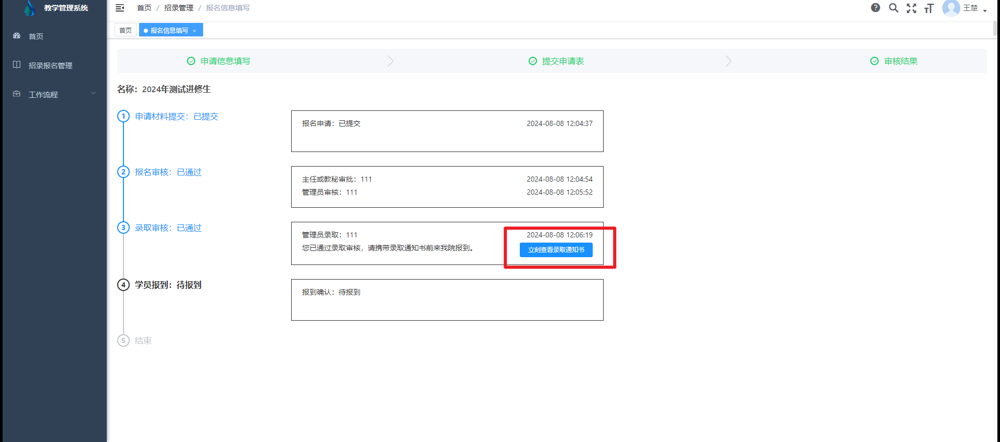 教学管理系统
首页 / 招录管理 / 报名信息填写
王楚
首页
报名信息填写 ×
首页
招录报名管理
工作流程
申请信息填写
提交申请表
审核结果
名称：2024年测试进修生
1 申请材料提交：已提交
报名申请：已提交 2024-08-08 12:04:37
2 报名审核：已通过
主任或教秘审批：111 2024-08-08 12:04:54
管理员审核：111 2024-08-08 12:05:52
3 录取审核：已通过
管理员录取：111 2024-08-08 12:06:19
您已通过录取审核，请携带录取通知书前来我院报到。 立刻查看录取通知书
4 学员报到：待报到
报到确认：待报到
5 结束